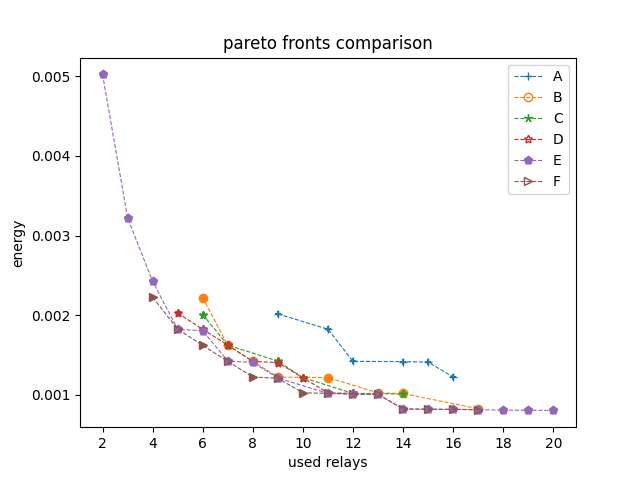 pareto fronts comparison
0.005
0.004
0.003
0.002
0.001
energy
A
B
C
D
E
F
2 4 6 8 10 12 14 16 18 20
used relays